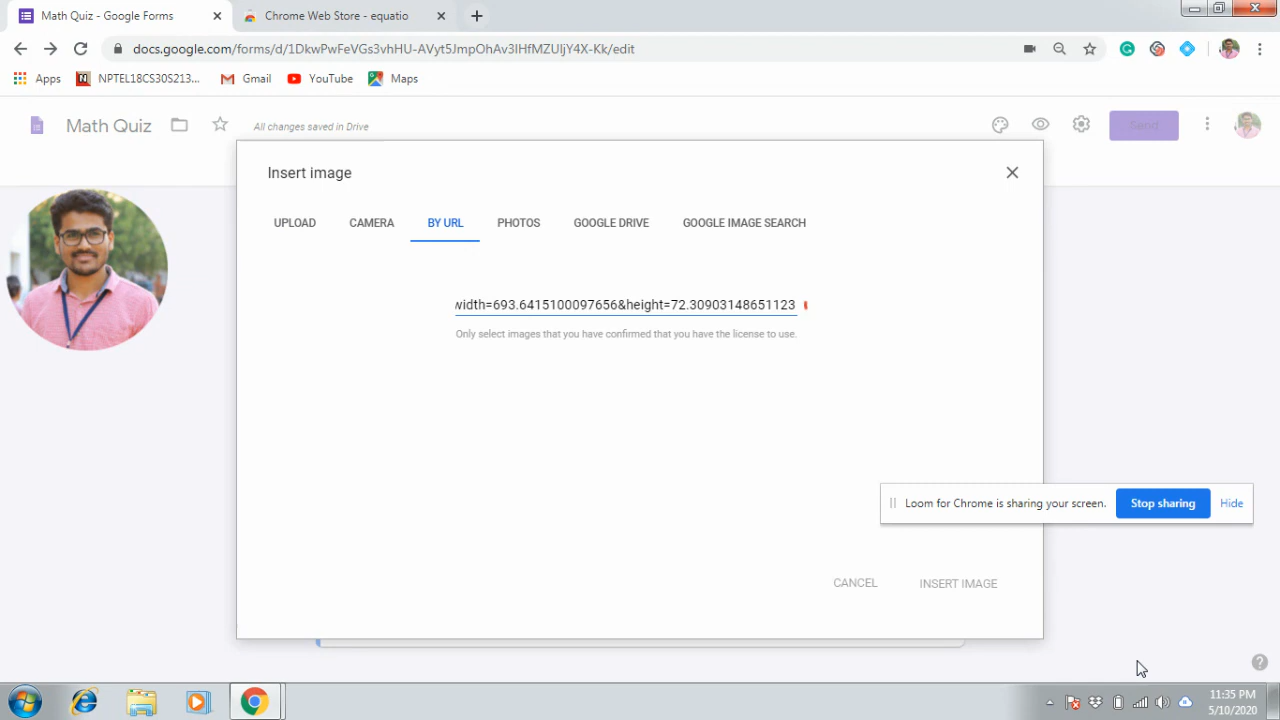 Math Quiz - Google Forms
Chrome Web Store - equatio
docs.google.com/forms/d/1DkwPwFeVGs3vhHU-AVyt5JmpOhAv3IHfMZUIjY4X-Kk/edit
Apps
NPTEL18CS30S213...
Gmail
YouTube
Maps
Math Quiz
All changes saved in Drive
Send
Insert image
UPLOAD
CAMERA
BY URL
PHOTOS
GOOGLE DRIVE
GOOGLE IMAGE SEARCH
width=693.6415100097656&height=72.30903148651123
Only select images that you have confirmed that you have the license to use.
Loom for Chrome is sharing your screen.
Stop sharing
Hide
CANCEL
INSERT IMAGE
11:35 PM
5/10/2020